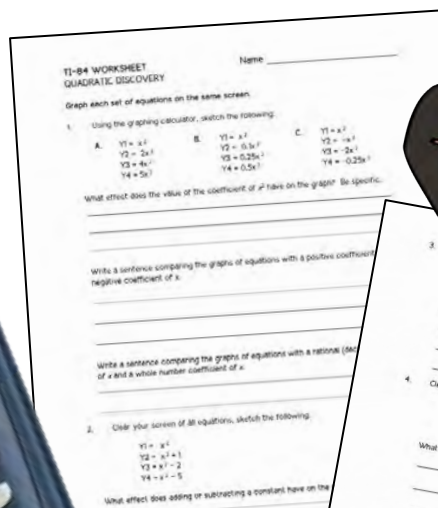 TI-84 WORKSHEET
QUADRATIC DISCOVERY
Name
Graph each set of equations on the same screen.
1. Using the graphing calculator, sketch the following:
A. Y1 = x²
Y2 = 2x²
Y3 = 4x²
Y4 = 5x²
B. Y1 = x²
Y2 = 0.1x²
Y3 = 0.25x²
Y4 = 0.5x²
C. Y1 = x²
Y2 = -x²
Y3 = -2x²
Y4 = -0.25x²
What effect does the value of the coefficient of x² have on the graph? Be specific.
Write a sentence comparing the graphs of equations with a positive coefficient
negative coefficient of x.
Write a sentence comparing the graphs of equations with a rational
of x and a whole number coefficient of x.
2. Clear your screen of all equations, sketch the following:
Y1 = x²
Y2 = x² + 1
Y3 = x² - 2
Y4 = x² - 5
What effect does adding or subtracting a constant have on the
3.
4.
What